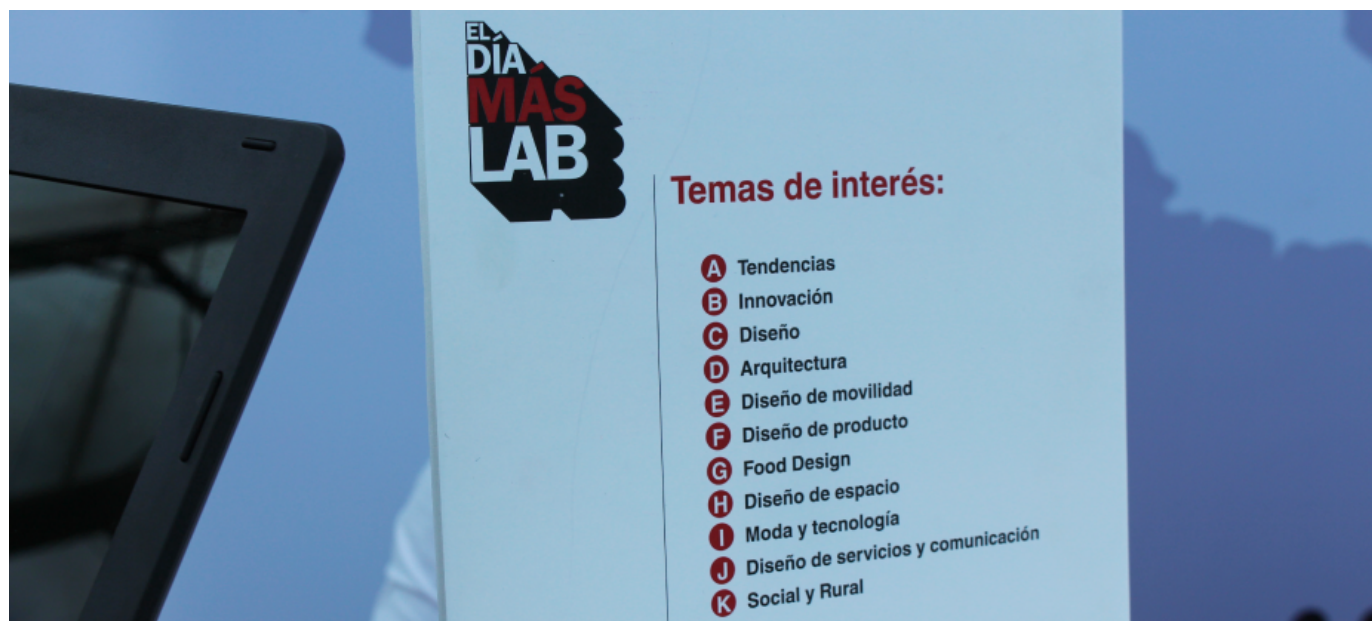 EL
DÍA
MÁS
LAB
Temas de interés:
A Tendencias
B Innovación
C Diseño
D Arquitectura
E Diseño de movilidad
F Diseño de producto
G Food Design
H Diseño de espacio
I Moda y tecnología
J Diseño de servicios y comunicación
K Social y Rural